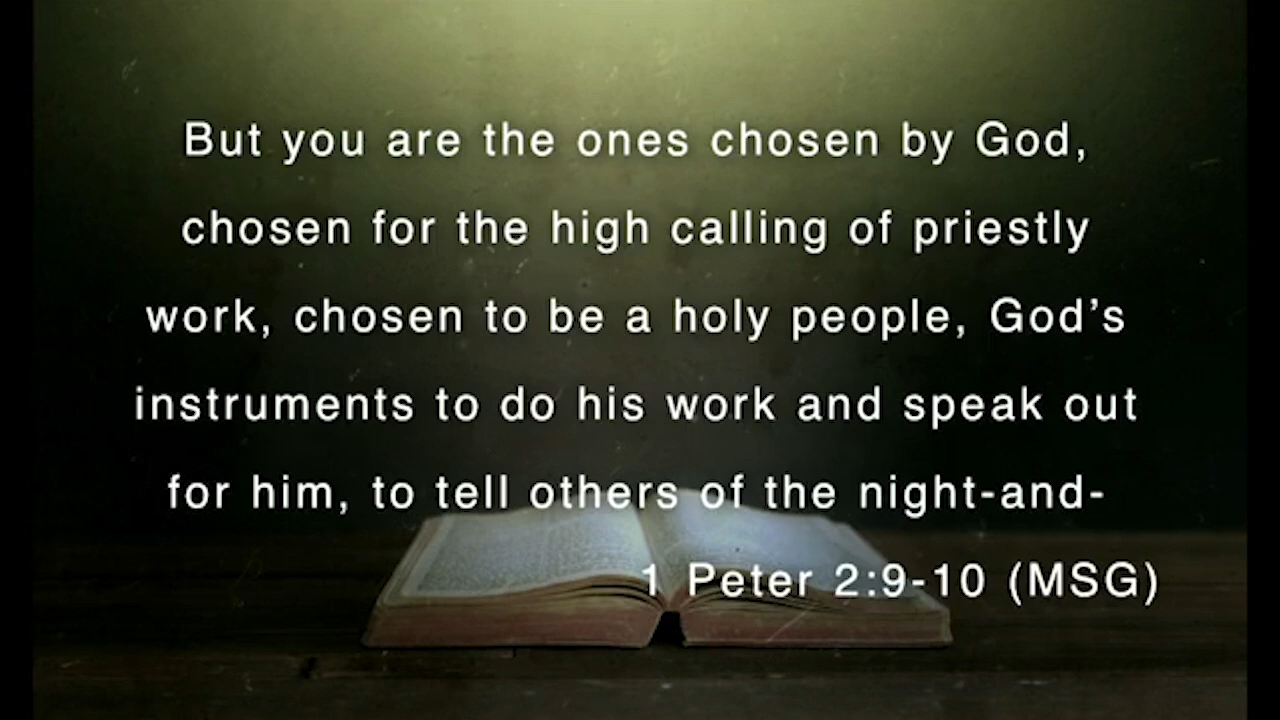 But you are the ones chosen by God,
chosen for the high calling of priestly
work, chosen to be a holy people, God’s
instruments to do his work and speak out
for him, to tell others of the night-and-
1 Peter 2:9-10 (MSG)